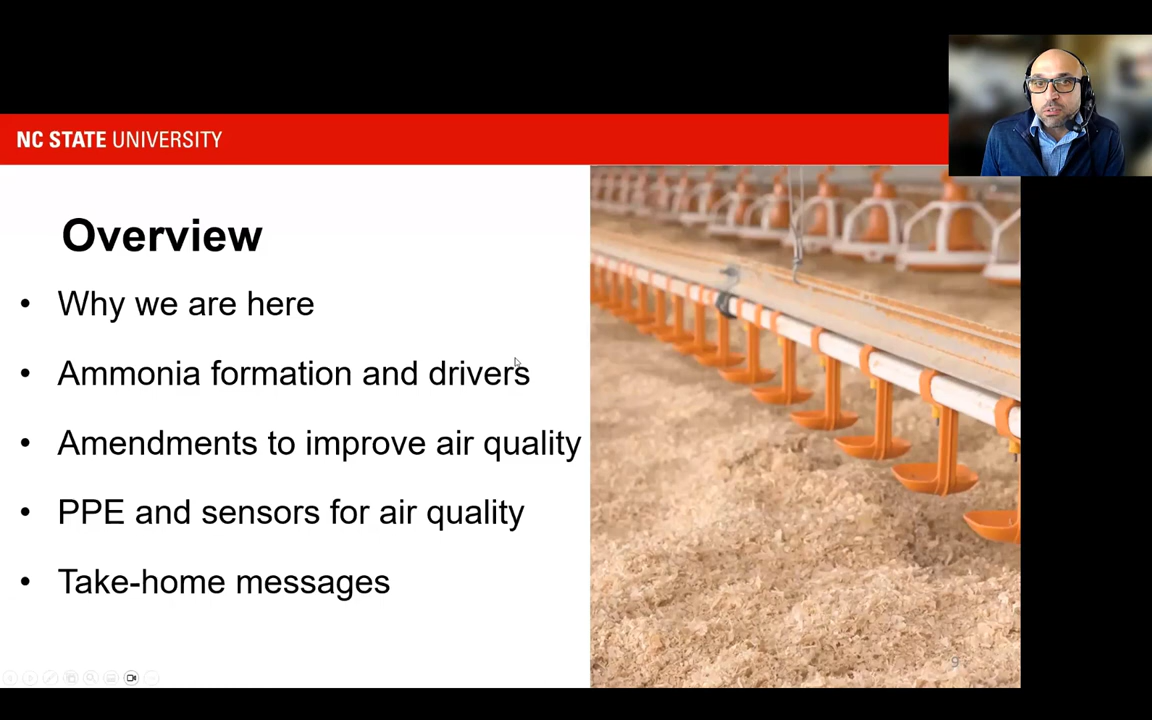 NC STATE UNIVERSITY
Overview
• Why we are here
• Ammonia formation and drivers
• Amendments to improve air quality
• PPE and sensors for air quality
• Take-home messages
9